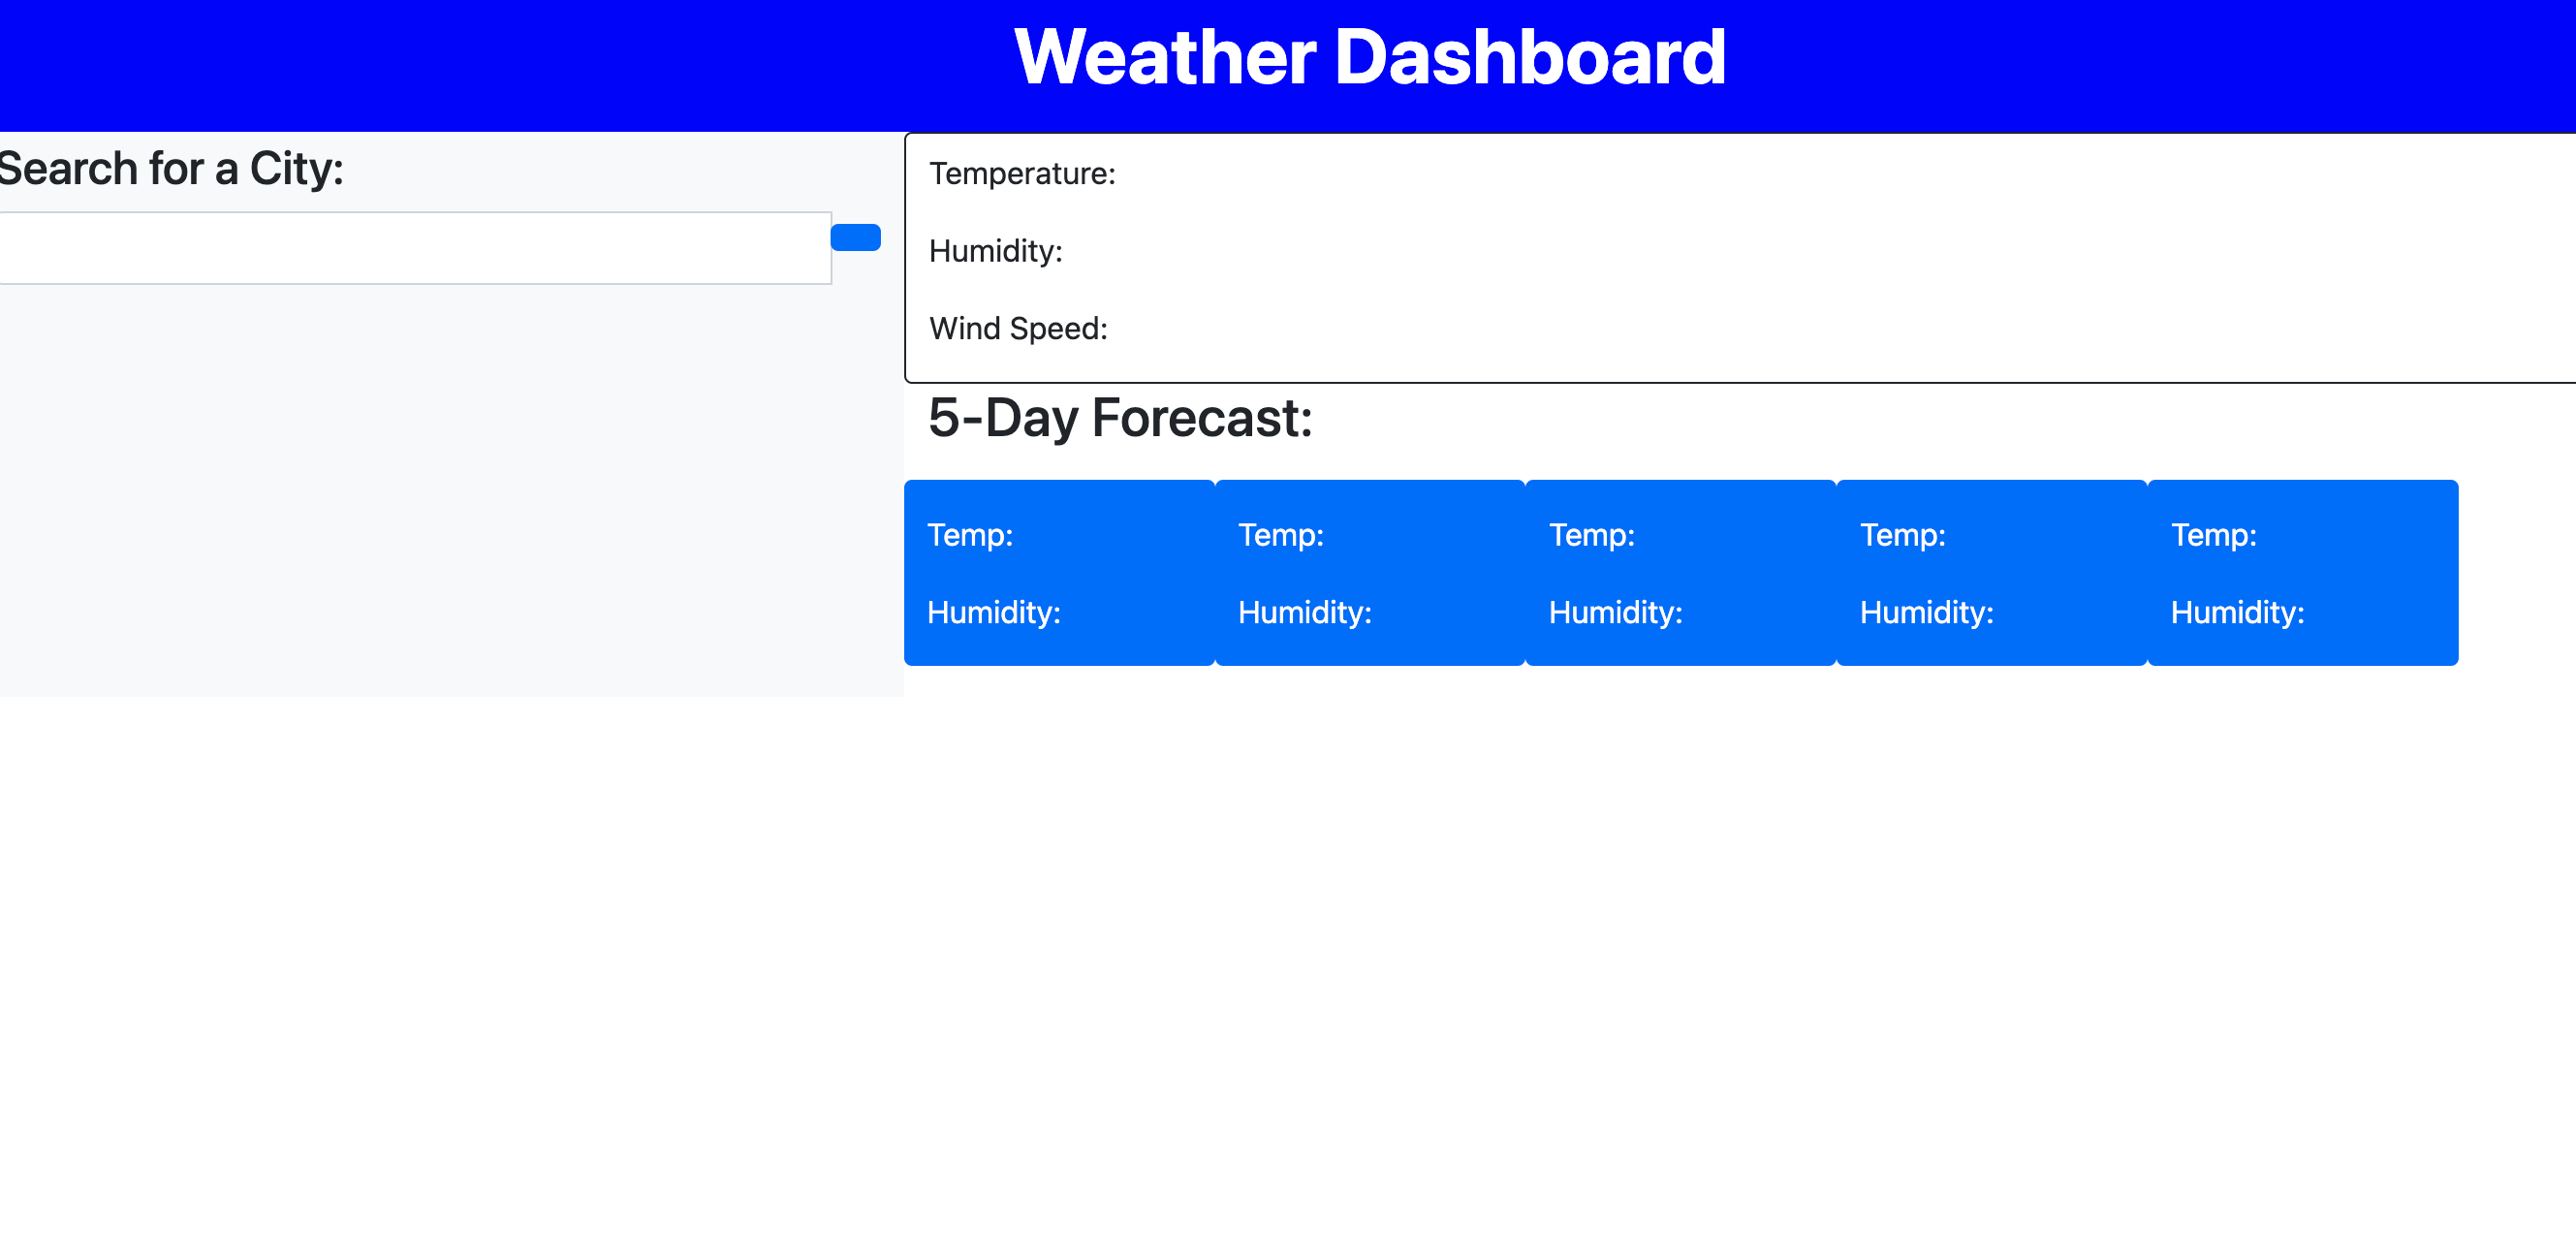 Weather Dashboard
Search for a City:
Temperature:
Humidity:
Wind Speed:
5-Day Forecast:
Temp: Temp: Temp: Temp: Temp:
Humidity: Humidity: Humidity: Humidity: Humidity: